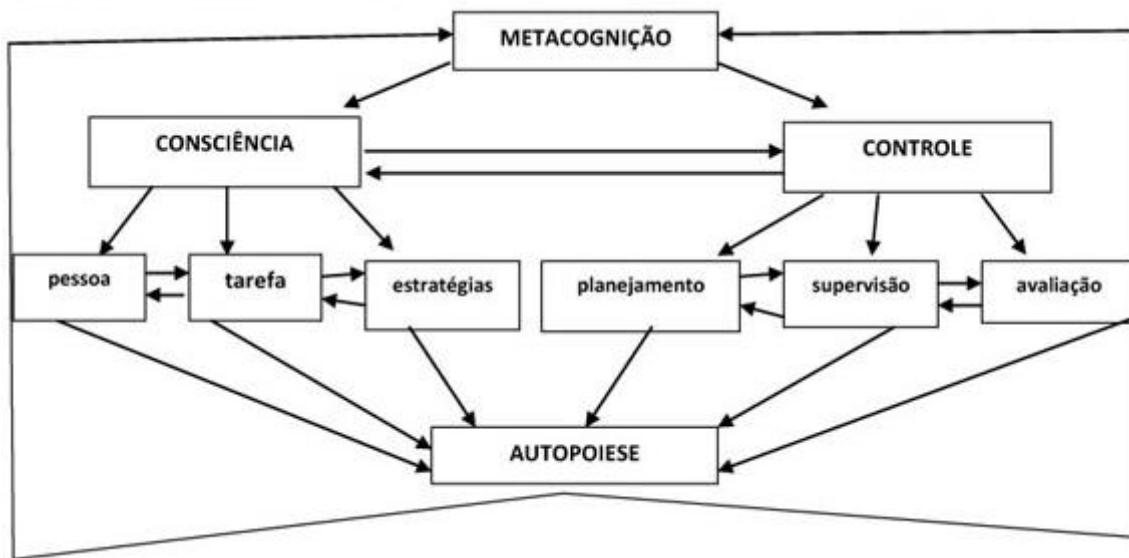 METACOGNIÇÃO
CONSCIÊNCIA
CONTROLE
pessoa
tarefa
estratégias
planejamento
supervisão
avaliação
AUTOPOIESE